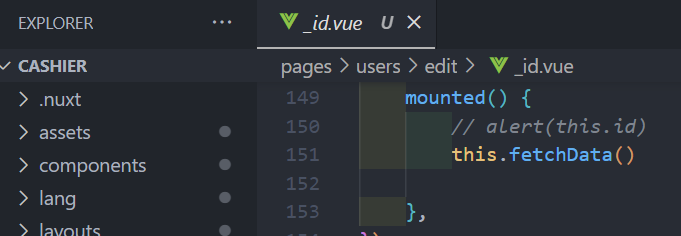 EXPLORER ...
CASHIER
.nuxt
assets
components
lang
layouts
_id.vue U
pages > users > edit > _id.vue
149 mounted() {
150 // alert(this.id)
151 this.fetchData()
152
153 },